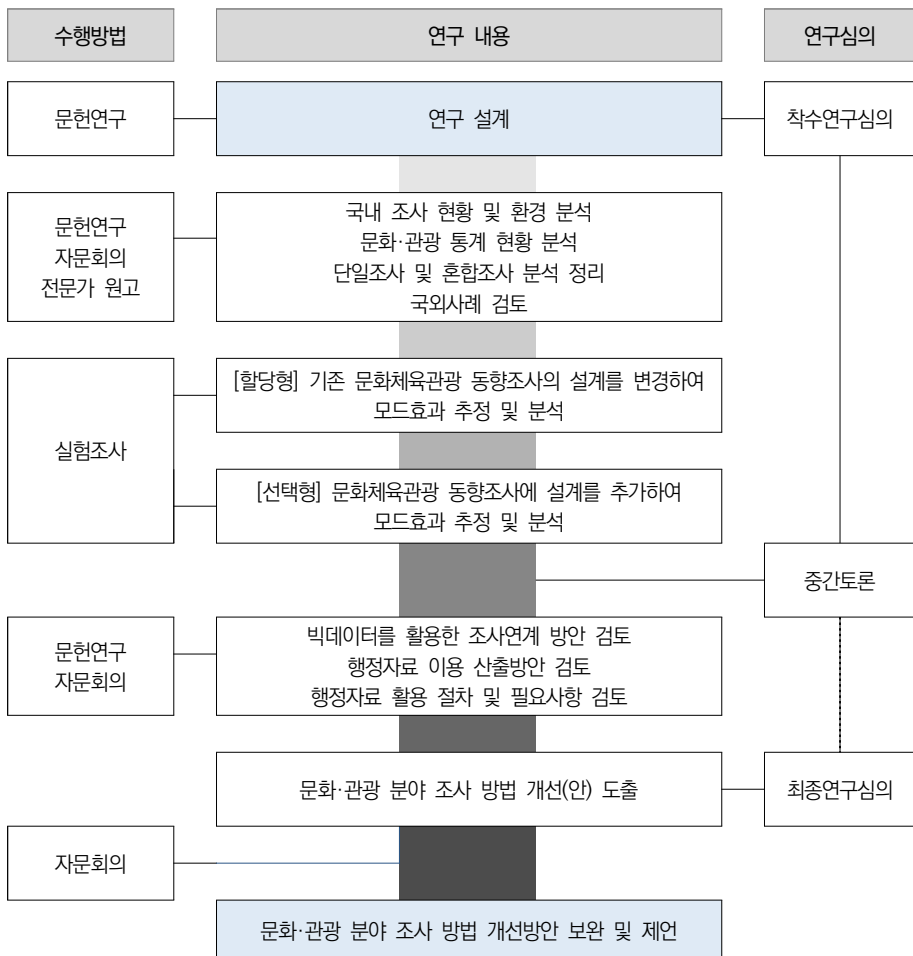 수행방법
연구 내용
연구심의
문헌연구
연구 설계
착수연구심의
문헌연구
자문회의
전문가 원고
국내 조사 현황 및 환경 분석
문화·관광 통계 현황 분석
단일조사 및 혼합조사 분석 정리
국외사례 검토
실험조사
[할당형] 기존 문화체육관광 동향조사의 설계를 변경하여
모드효과 추정 및 분석
[선택형] 문화체육관광 동향조사에 설계를 추가하여
모드효과 추정 및 분석
중간토론
문헌연구
자문회의
빅데이터를 활용한 조사연계 방안 검토
행정자료 이용 산출방안 검토
행정자료 활용 절차 및 필요사항 검토
문화·관광 분야 조사 방법 개선(안) 도출
최종연구심의
자문회의
문화·관광 분야 조사 방법 개선방안 보완 및 제언